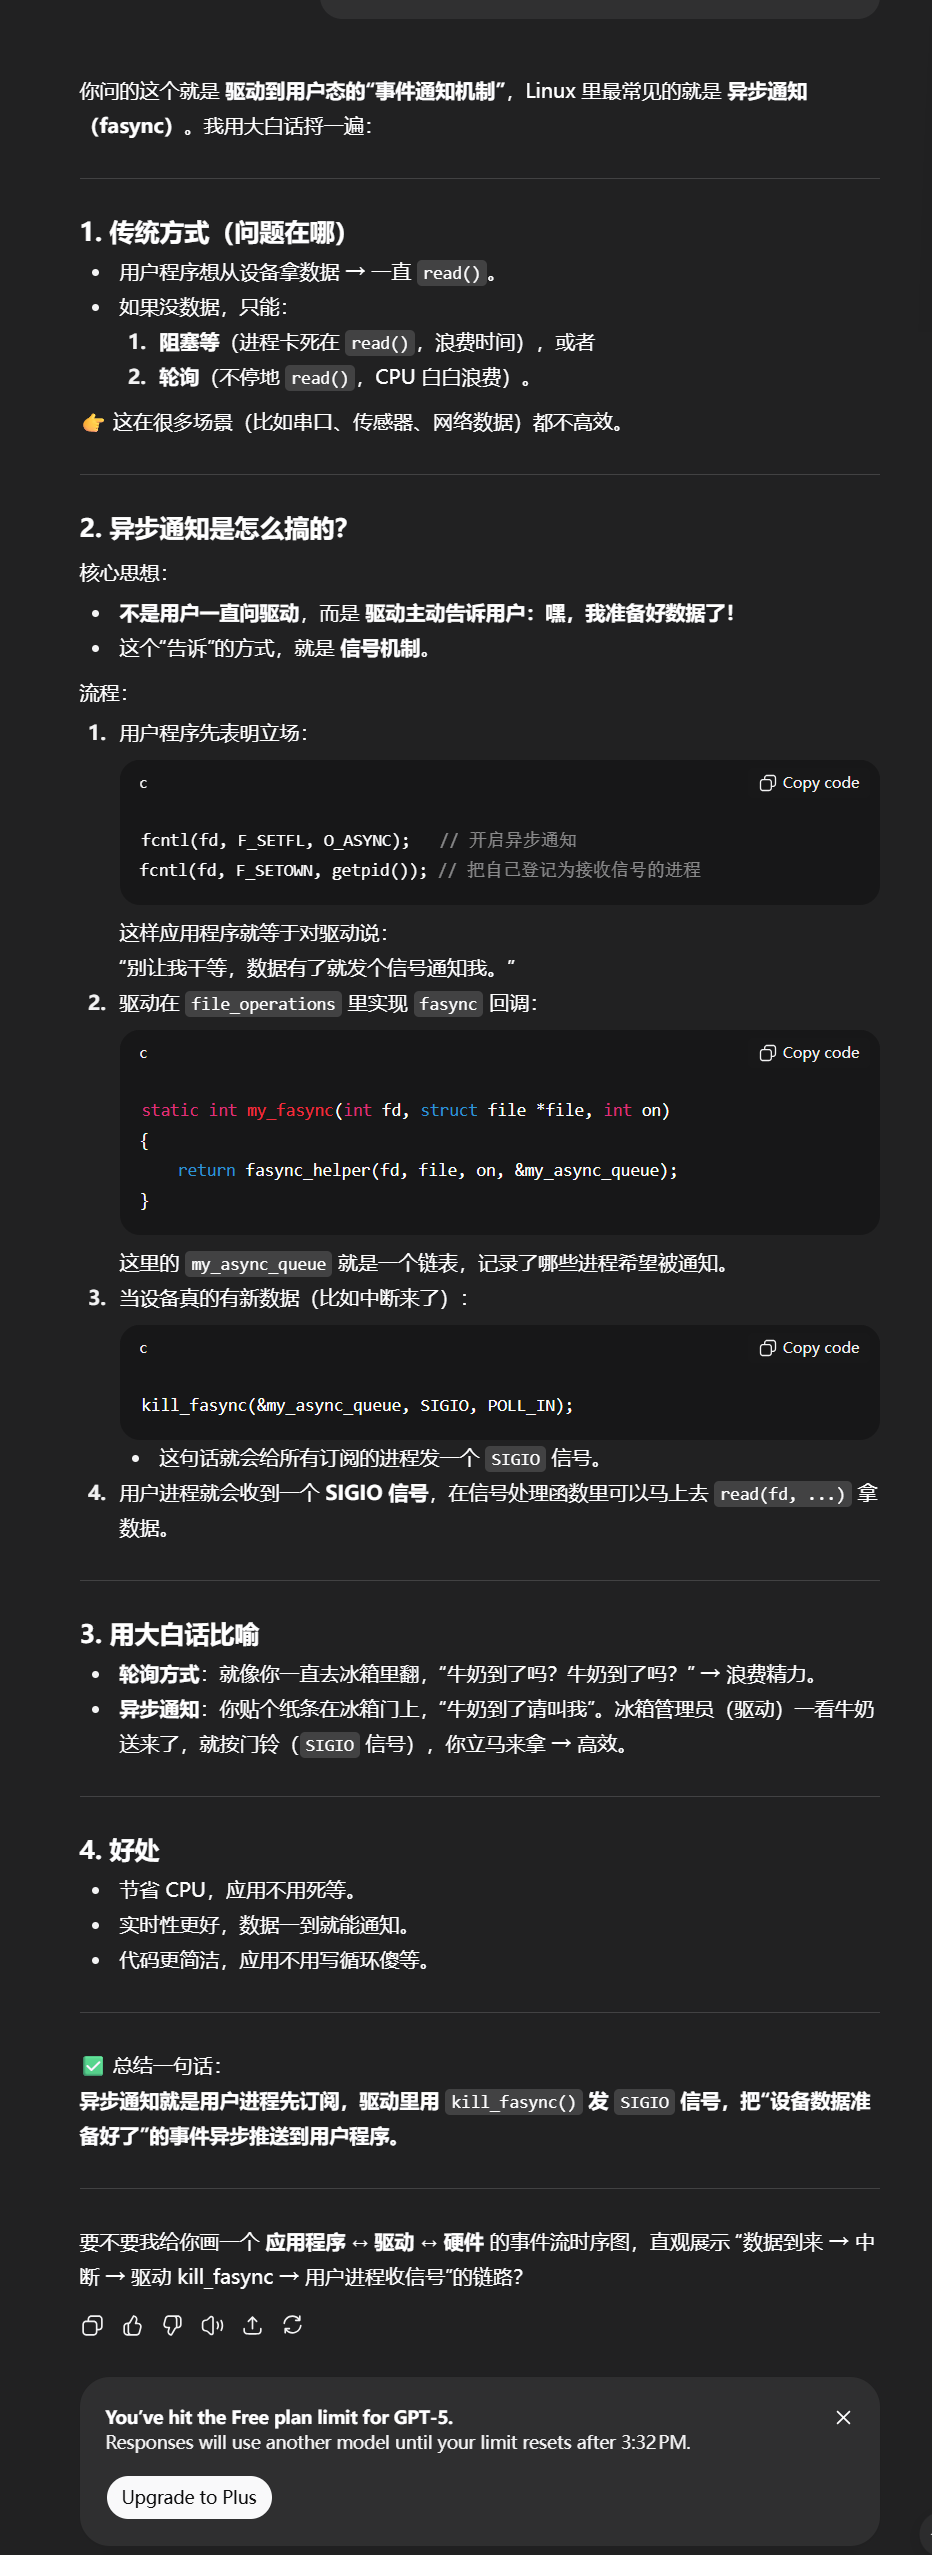 你问的这个就是 驱动到用户态的“事件通知机制”，Linux 里最常见的就是 异步通知
（fasync）。我用大白话捋一遍：
1. 传统方式（问题在哪）
• 用户程序想从设备拿数据 → 一直 read()。
• 如果没数据，只能：
1. 阻塞等（进程卡死在 read()，浪费时间），或者
2. 轮询（不停地 read()，CPU 白白浪费）。
👉 这在很多场景（比如串口、传感器、网络数据）都不高效。
2. 异步通知是怎么搞的？
核心思想：
• 不是用户一直问驱动，而是 驱动主动告诉用户：嘿，我准备好数据了！
• 这个“告诉”的方式，就是 信号机制。
流程：
1. 用户程序先表明立场：
c
Copy code
fcntl(fd, F_SETFL, O_ASYNC);   // 开启异步通知
fcntl(fd, F_SETOWN, getpid()); // 把自己登记为接收信号的进程
这样应用程序就等于对驱动说：
“别让我干等，数据有了就发个信号通知我。”
2. 驱动在 file_operations 里实现 fasync 回调：
c
Copy code
static int my_fasync(int fd, struct file *file, int on)
{
    return fasync_helper(fd, file, on, &my_async_queue);
}
这里的 my_async_queue 就是一个链表，记录了哪些进程希望被通知。
3. 当设备真的有新数据（比如中断来了）：
c
Copy code
kill_fasync(&my_async_queue, SIGIO, POLL_IN);
• 这句话就会给所有订阅的进程发一个 SIGIO 信号。
4. 用户进程就会收到一个 SIGIO 信号，在信号处理函数里可以马上去 read(fd, ...) 拿
数据。
3. 用大白话比喻
• 轮询方式：就像你一直去冰箱里翻，“牛奶到了吗？牛奶到了吗？” → 浪费精力。
• 异步通知：你贴个纸条在冰箱门上，“牛奶到了请叫我”。冰箱管理员（驱动）一看牛奶
送来了，就按门铃（SIGIO 信号），你立马来拿 → 高效。
4. 好处
• 节省 CPU，应用不用死等。
• 实时性更好，数据一到就能通知。
• 代码更简洁，应用不用写循环傻等。
✅ 总结一句话：
异步通知就是用户进程先订阅，驱动里用 kill_fasync() 发 SIGIO 信号，把“设备数据准
备好了”的事件异步推送到用户程序。
要不要我给你画一个 应用程序 ↔ 驱动 ↔ 硬件 的事件流时序图，直观展示 “数据到来 → 中
断 → 驱动 kill_fasync → 用户进程收信号”的链路？
You’ve hit the Free plan limit for GPT-5.
Responses will use another model until your limit resets after 3:32 PM.
Upgrade to Plus